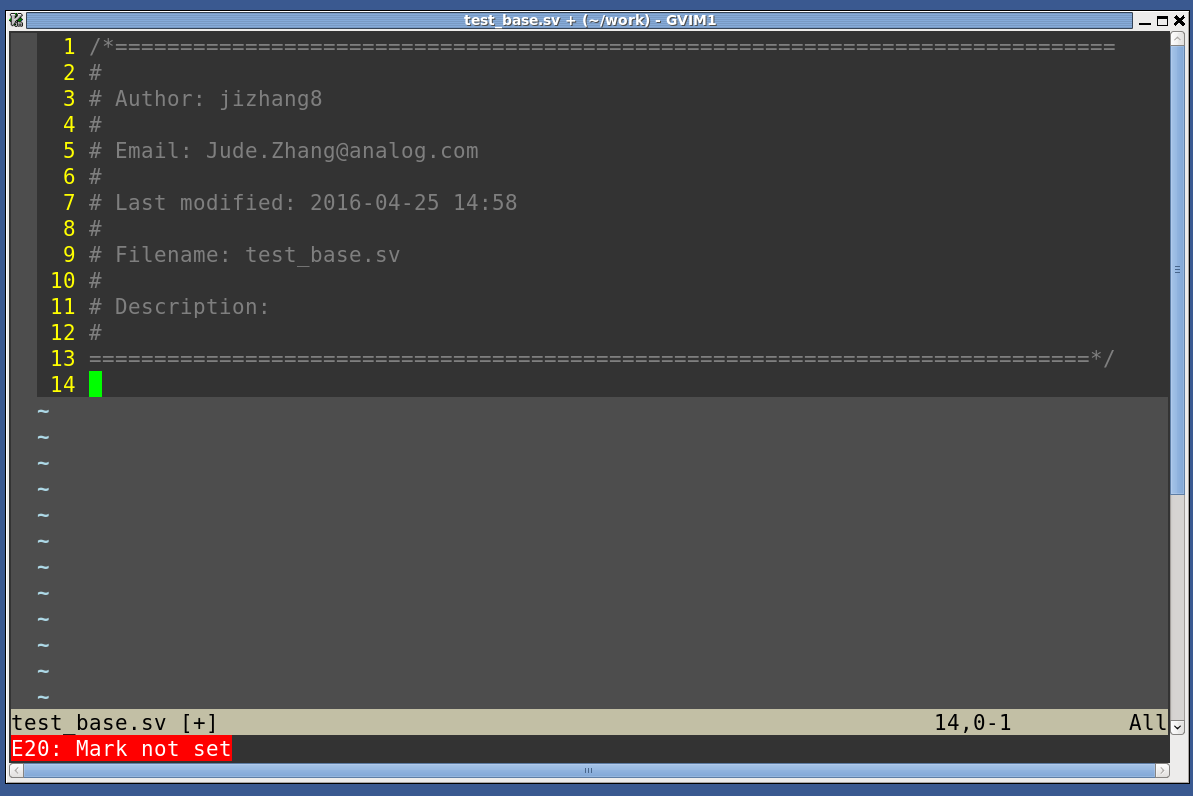 test_base.sv + (~/work) - GVIM1
1 /*=============================================================================
2 #
3 # Author: jizhang8
4 #
5 # Email: Jude.Zhang@analog.com
6 #
7 # Last modified: 2016-04-25 14:58
8 #
9 # Filename: test_base.sv
10 #
11 # Description:
12 #
13 =============================================================================*/
14
~
~
~
~
~
~
~
~
~
~
~
~
test_base.sv [+] 14,0-1 All
E20: Mark not set